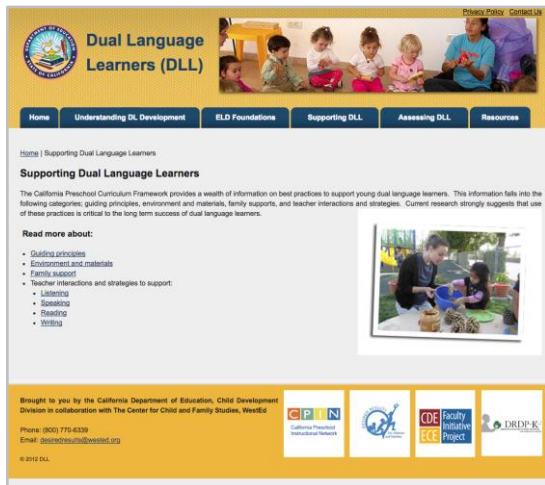 Privacy Policy Contact Us
Dual Language
Learners (DLL)
Home Understanding DL Development ELD Foundations Supporting DLL Assessing DLL Resources
Home | Supporting Dual Language Learners
Supporting Dual Language Learners
The California Preschool Curriculum Framework provides a wealth of information on best practices to support young dual language learners. This information falls into the
following categories; guiding principles, environment and materials, family supports, and teacher interactions and strategies. Current research strongly suggests that use
of these practices is critical to the long term success of dual language learners.
Read more about:
Guiding principles
Environment and materials
Family support
Teacher interactions and strategies to support:
Listening
Speaking
Reading
Writing
Brought to you by the California Department of Education, Child Development
Division in collaboration with The Center for Child and Family Studies, WestEd
Phone: (800) 770-6339
Email: desiredresults@wested.org
© 2012 DLL
CPIN
California Preschool
Instructional Network
CDE Faculty
Initiative
ECE Project
DRDP-K